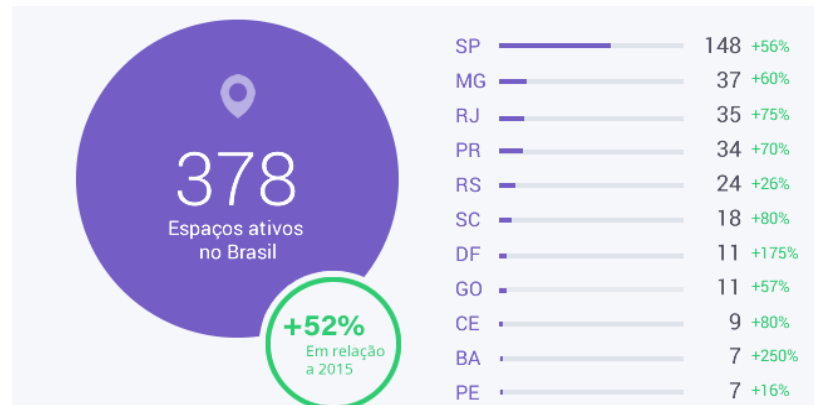 378
Espaços ativos
no Brasil
+52%
Em relação
a 2015
SP 148 +56%
MG 37 +60%
RJ 35 +75%
PR 34 +70%
RS 24 +26%
SC 18 +80%
DF 11 +175%
GO 11 +57%
CE 9 +80%
BA 7 +250%
PE 7 +16%